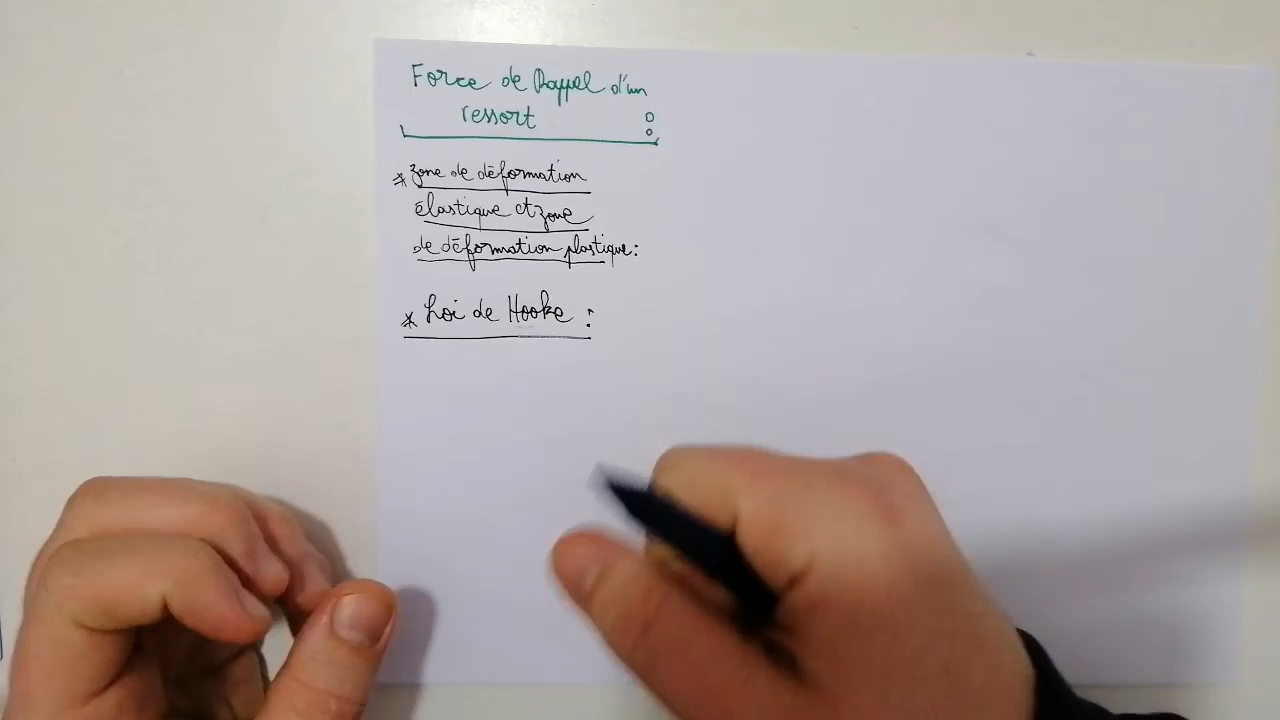 Force de Rappel d'un
ressort :
* zone de déformation
élastique et zone
de déformation plastique:
* Loi de Hooke :